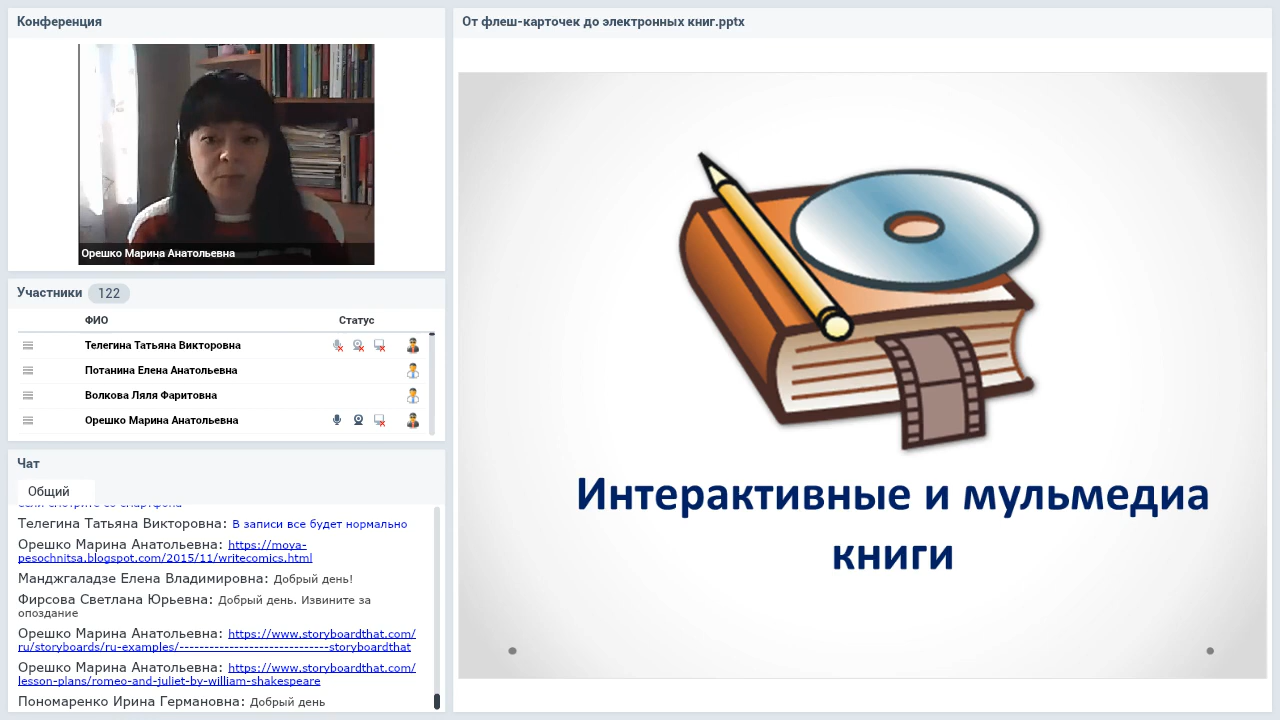 Конференция
Орешко Марина Анатольевна
Участники 122
ФИО Статус
Телегина Татьяна Викторовна
Потанина Елена Анатольевна
Волкова Ляля Фаритовна
Орешко Марина Анатольевна
Чат
Общий
Телегина Татьяна Викторовна: В записи все будет нормально
Орешко Марина Анатольевна: https://moya-
pesochnitsa.blogspot.com/2015/11/writecomics.html
Манджгаладзе Елена Владимировна: Добрый день!
Фирсова Светлана Юрьевна: Добрый день. Извините за
опоздание
Орешко Марина Анатольевна: https://www.storyboardthat.com/
ru/storyboards/ru-examples/------------------------------storyboardthat
Орешко Марина Анатольевна: https://www.storyboardthat.com/
lesson-plans/romeo-and-juliet-by-william-shakespeare
Пономаренко Ирина Германовна: Добрый день
От флеш-карточек до электронных книг.pptx
Интерактивные и мульмедиа
книги